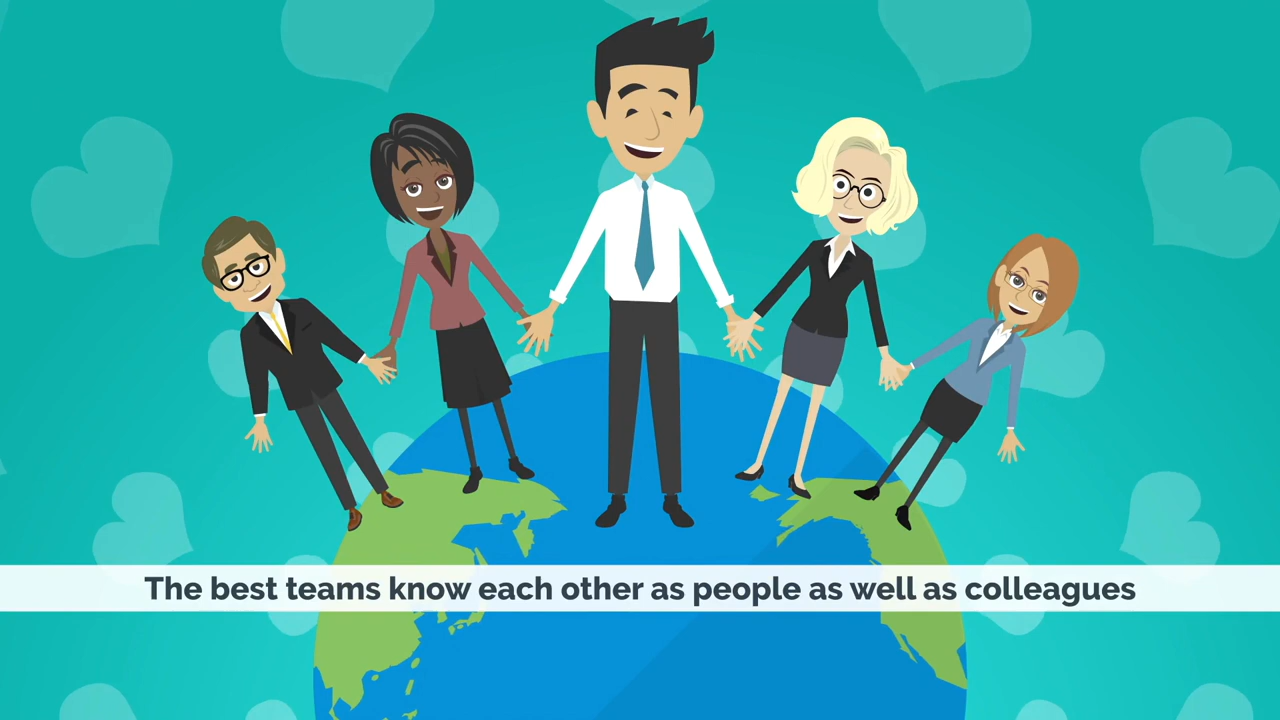 The best teams know each other as people as well as colleagues